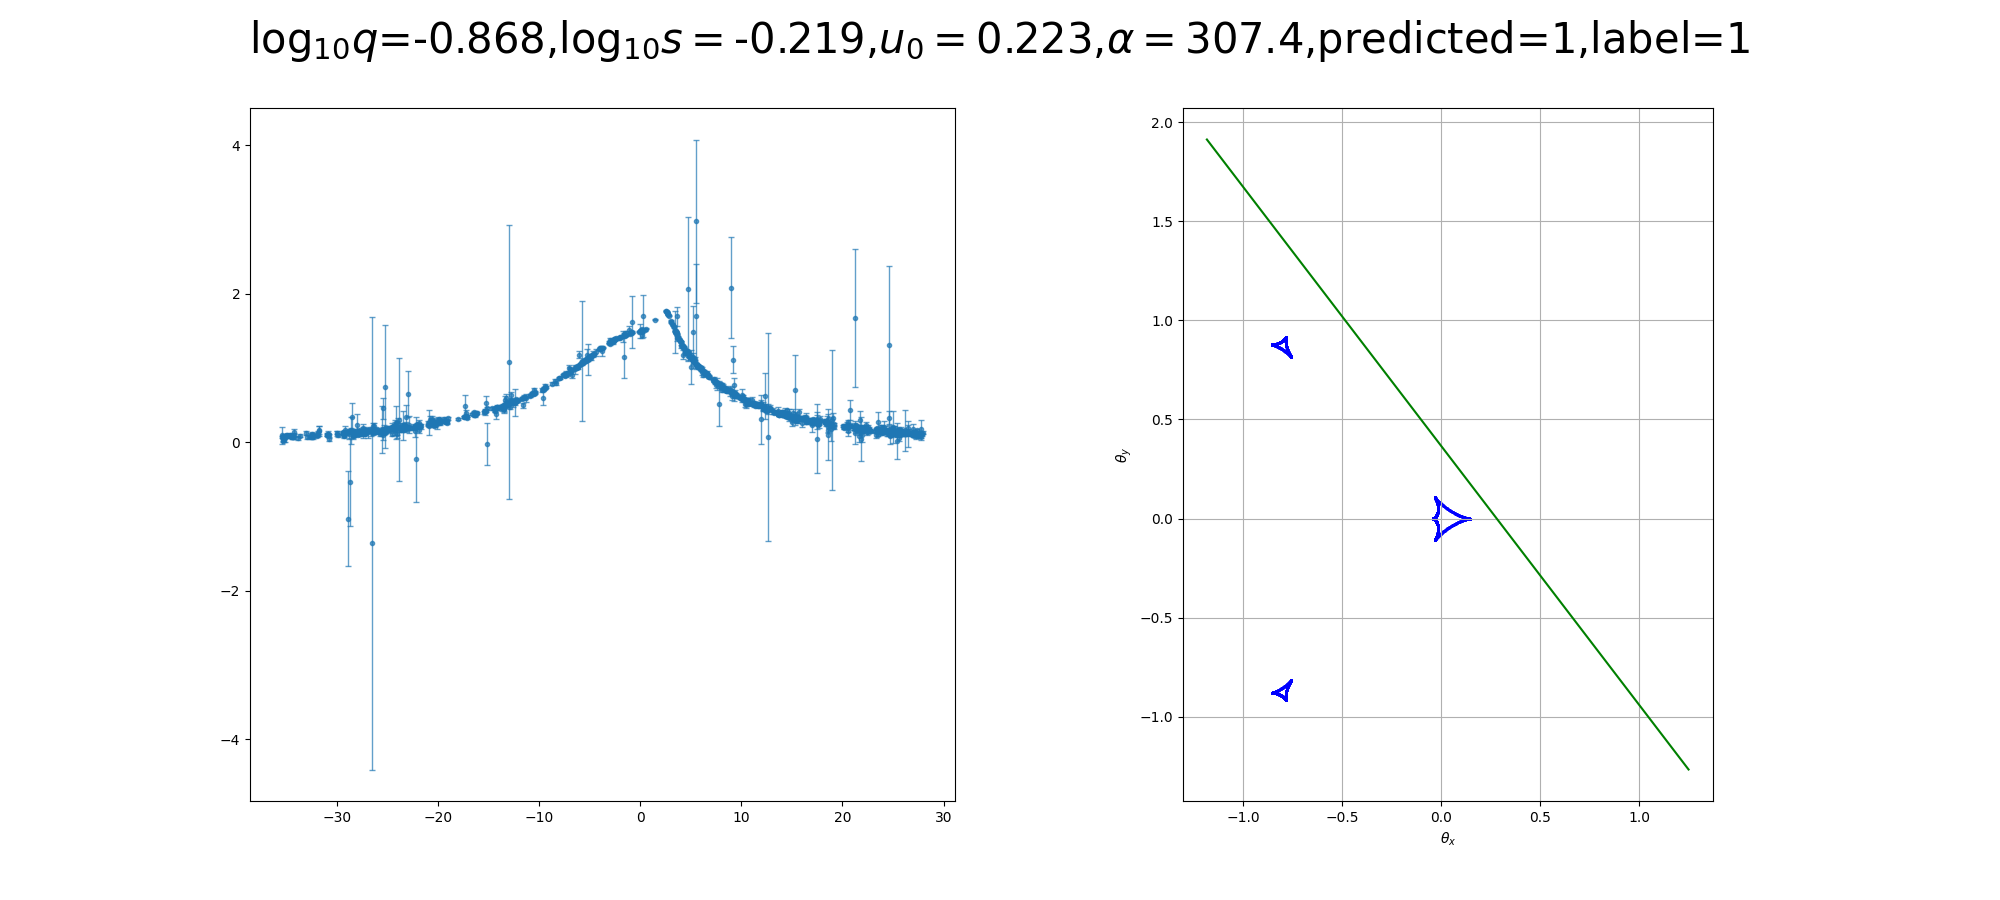 log₁₀q=-0.868,log₁₀s = -0.219,u₀ = 0.223,α = 307.4,predicted=1,label=1
4
2
0
−2
−4
−30 −20 −10 0 10 20 30
2.0
1.5
1.0
0.5
0.0
−0.5
−1.0
θy
−1.0 −0.5 0.0 0.5 1.0
θx